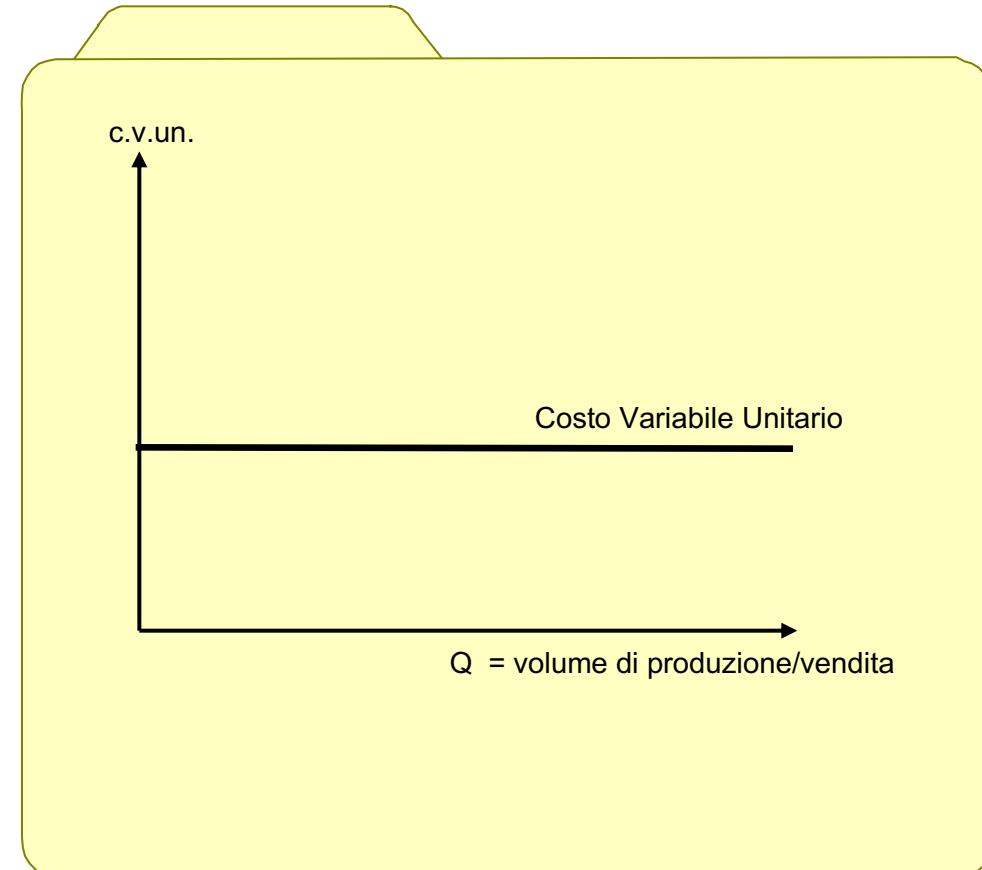 c.v.un.
Costo Variabile Unitario
Q = volume di produzione/vendita